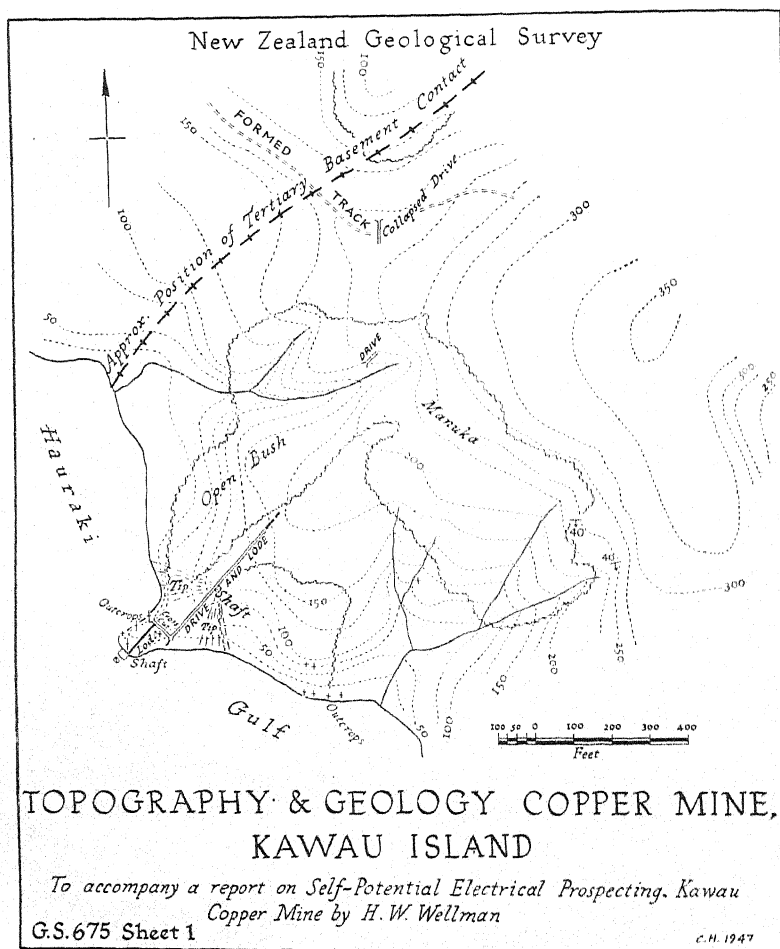 New Zealand Geological Survey
150
100
FORMED
TRACK
150
Approx. Position of Tertiary Basement Contact
Collapsed Drive
100
300
50
350
DRIVE
300
250
Manuka
Hauraki
Open Bush
300
40
40
300
Tip
DRIVE AND LODE
Shaft
Outcrops
Lode
Tip
150
100
50
Shaft
Gulf
Outcrops
50
100
150
200
250
100 50 0 100 200 300 400
Feet
TOPOGRAPHY & GEOLOGY COPPER MINE,
KAWAU ISLAND
To accompany a report on Self-Potential Electrical Prospecting. Kawau
Copper Mine by H. W. Wellman
G.S. 675 Sheet 1
C.H. 1947